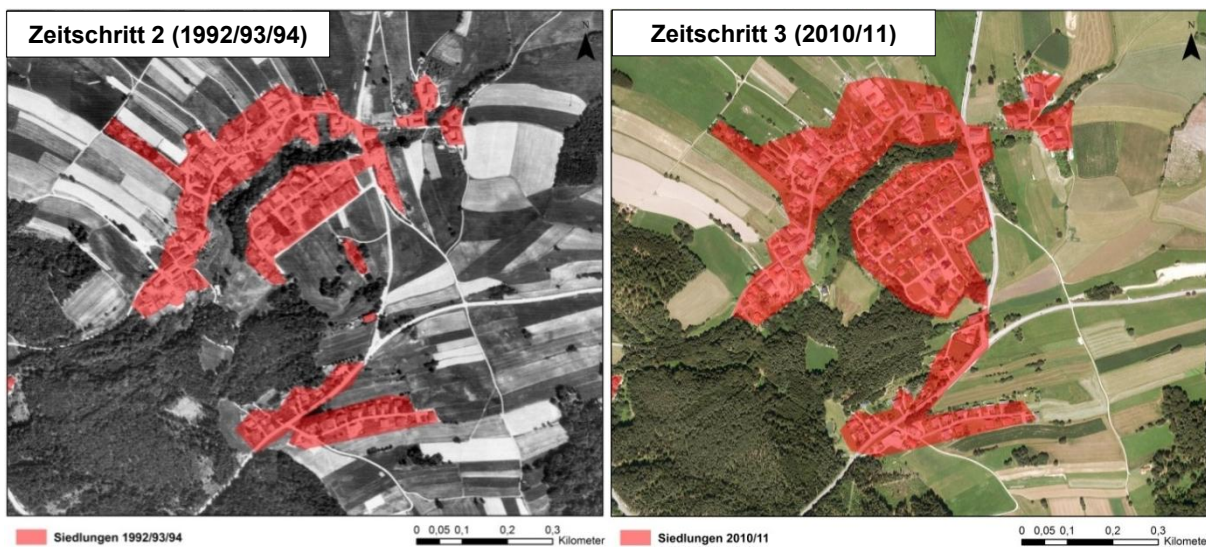 Zeitschritt 2 (1992/93/94)
N
Siedlungen 1992/93/94
0 0,05 0,1 0,2 0,3
Kilometer
Zeitschritt 3 (2010/11)
N
Siedlungen 2010/11
0 0,05 0,1 0,2 0,3
Kilometer